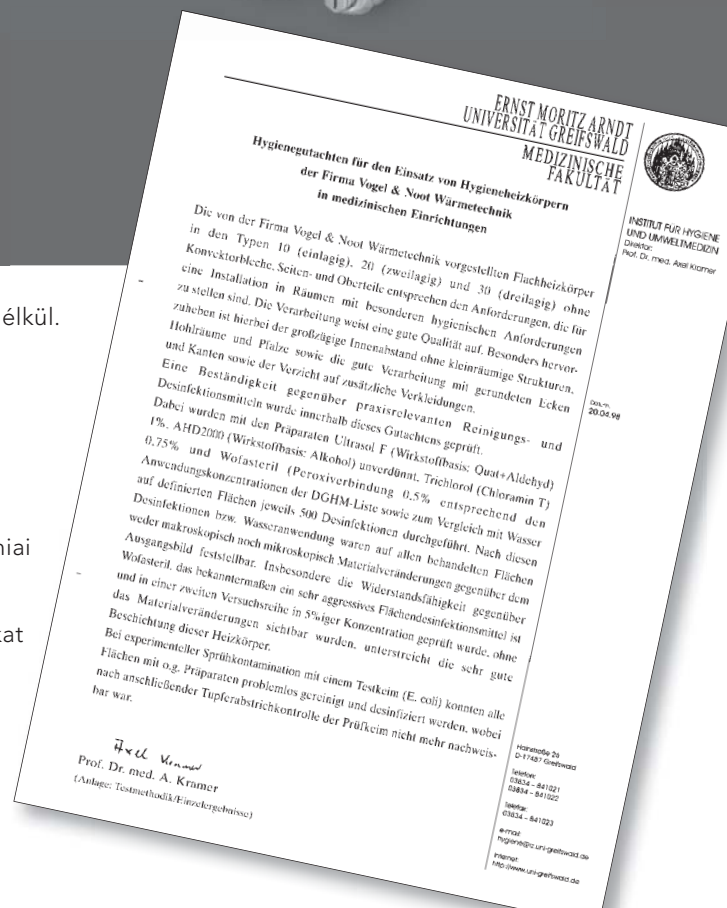 élkül.
niai
kat
ERNST MORITZ ARNDT
UNIVERSITÄT GREIFSWALD
MEDIZINISCHE
FAKULTÄT
INSTITUT FÜR HYGIENE
UND UMWELTMEDIZIN
Direktor:
Prof. Dr. med. Axel Kramer
Hygienegutachten für den Einsatz von Hygieneheizkörpern
der Firma Vogel & Noot Wärmetechnik
in medizinischen Einrichtungen
Datum
20.04.98
Die von der Firma Vogel & Noot Wärmetechnik vorgestellten Flachheizkörper
in den Typen 10 (einlagig), 20 (zweilagig) und 30 (dreilagig) ohne
Konvektorbleche, Seiten- und Oberteile entsprechen den Anforderungen, die für
eine Installation in Räumen mit besonderen hygienischen Anforderungen
zu stellen sind. Die Verarbeitung weist eine gute Qualität auf. Besonders hervor-
zuheben ist hierbei der großzügige Innenabstand ohne kleinräumige Strukturen,
Hohlräume und Pfalze sowie die gute Verarbeitung mit gerundeten Ecken
und Kanten sowie der Verzicht auf zusätzliche Verkleidungen.
Eine Beständigkeit gegenüber praxisrelevanten Reinigungs- und
Desinfektionsmitteln wurde innerhalb dieses Gutachtens geprüft.
Dabei wurden mit den Präparaten Ultrasol F (Wirkstoffbasis: Quat+Aldehyd)
1%, AHD2000 (Wirkstoffbasis: Alkohol) unverdünnt, Trichlorol (Chloramin T)
0.75% und Wofasteril (Peroxiverbindung 0,5% entsprechend den
Anwendungskonzentrationen der DGHM-Liste sowie zum Vergleich mit Wasser
auf definierten Flächen jeweils 500 Desinfektionen durchgeführt. Nach diesen
Desinfektionen bzw. Wasseranwendung waren auf allen behandelten Flächen
weder makroskopisch noch mikroskopisch Materialveränderungen gegenüber dem
Ausgangsbild feststellbar. Insbesondere die Widerstandsfähigkeit gegenüber
Wofasteril, das bekanntermaßen ein sehr aggressives Flächendesinfektionsmittel ist
und in einer zweiten Versuchsreihe in 5%iger Konzentration geprüft wurde, ohne
das Materialveränderungen sichtbar wurden, unterstreicht die sehr gute
Beschichtung dieser Heizkörper.
Bei experimenteller Sprühkontamination mit einem Testkeim (E. coli) konnten alle
Flächen mit o.g. Präparaten problemlos gereinigt und desinfiziert werden, wobei
nach anschließender Tupferabstrichkontrolle der Prüfkeim nicht mehr nachweis-
bar war.
Prof. Dr. med. A. Kramer
(Anlage: Testmethodik/Einzelergebnisse)
Hainstraße 26
D-17487 Greifswald
Telefon:
03834 – 841021
03834 – 841022
Telefax:
03834 – 841023
e-mail:
hygiene@rz.uni-greifswald.de
Internet:
http://www.uni-greifswald.de